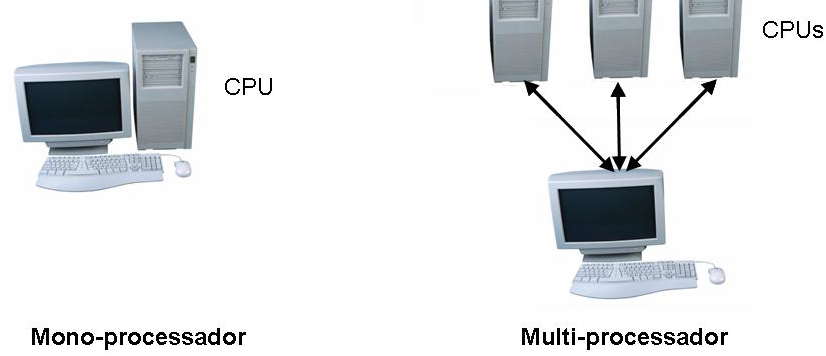 CPU
CPUs
Mono-processador
Multi-processador